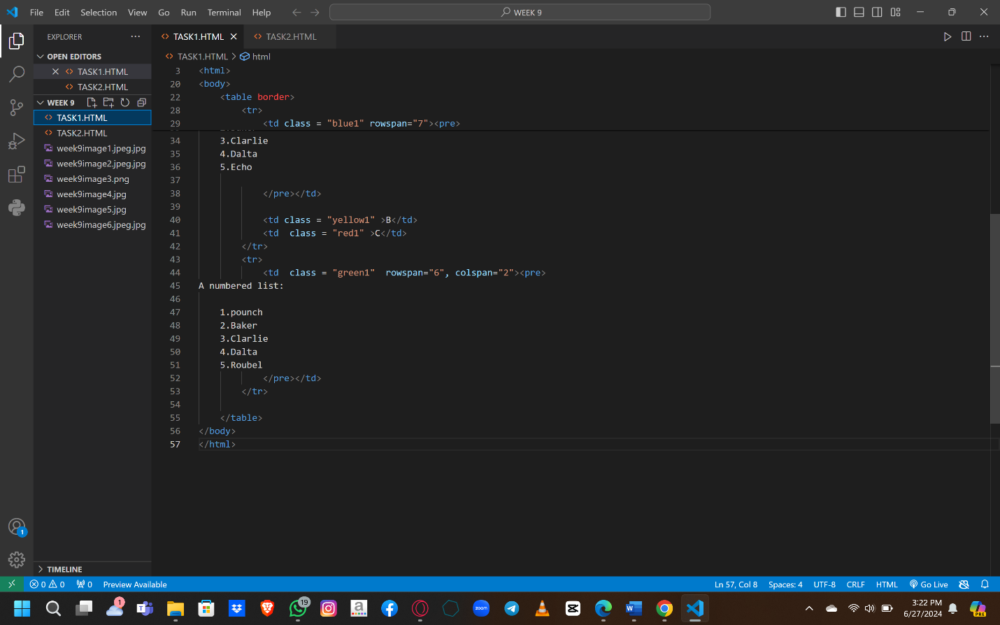 File Edit Selection View Go Run Terminal Help
WEEK 9
EXPLORER
OPEN EDITORS
TASK1.HTML
TASK2.HTML
WEEK 9
TASK1.HTML
TASK2.HTML
week9image1.jpeg.jpg
week9image2.jpeg.jpg
week9image3.png
week9image4.jpg
week9image5.jpg
week9image6.jpeg.jpg
TIMELINE
1
TASK1.HTML TASK2.HTML
TASK1.HTML > html
3 <html>
20 <body>
22 <table border>
28 <tr>
29 <td class = "blue1" rowspan="7"><pre>
34 3.Clarlie
35 4.Dalta
36 5.Echo
37
38 </pre></td>
39
40 <td class = "yellow1" >B</td>
41 <td  class = "red1" >C</td>
42 </tr>
43 <tr>
44 <td  class = "green1"  rowspan="6", colspan="2"><pre>
45 A numbered list:
46
47 1.pounch
48 2.Baker
49 3.Clarlie
50 4.Dalta
51 5.Roubel
52 </pre></td>
53 </tr>
54
55 </table>
56 </body>
57 </html>
0 0 0 Preview Available Ln 57, Col 8 Spaces: 4 UTF-8 CRLF HTML Go Live
1 19 zoom 3:22 PM PRE
6/27/2024